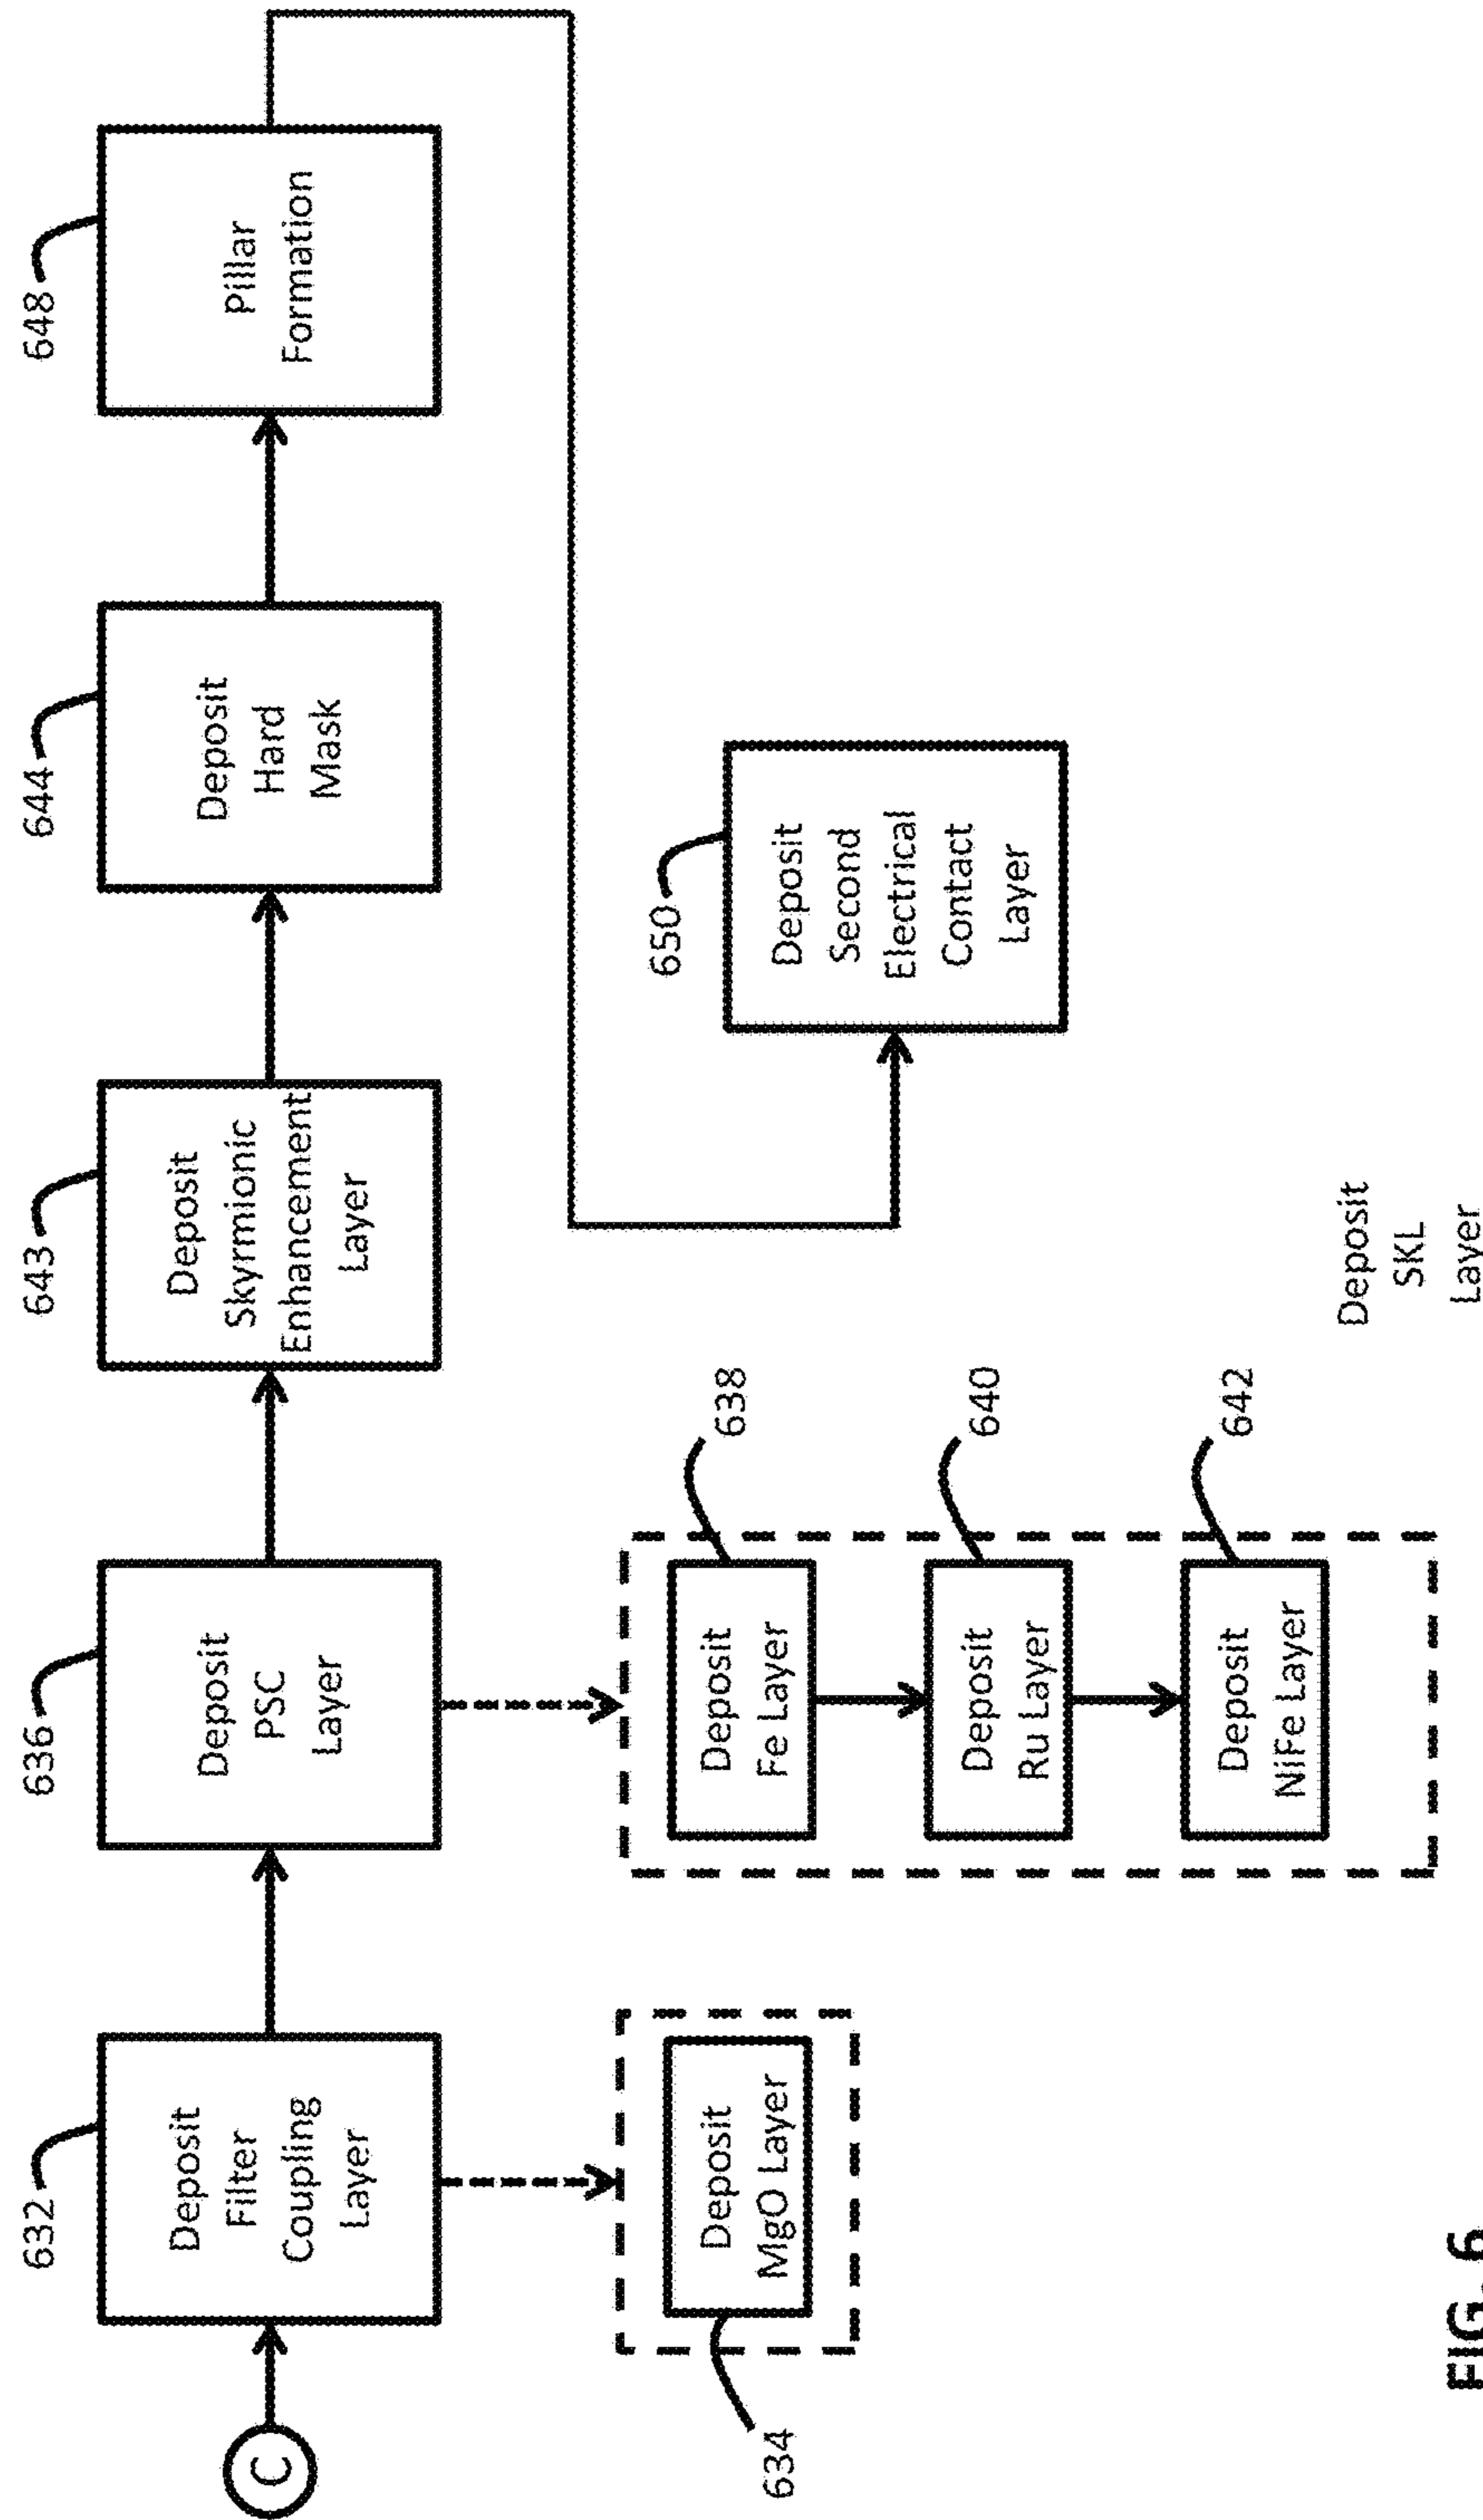 632
Deposit
Filter
Coupling
Layer
636
Deposit
PSC
Layer
643
Deposit
Skyrmionic
Enhancement
Layer
644
Deposit
Hard
Mask
648
Pillar
Formation
C
634
Deposit
MgO Layer
638
Deposit
Fe Layer
640
Deposit
Ru Layer
642
Deposit
NiFe Layer
650
Deposit
Second
Electrical
Contact
Layer
Deposit
SKL
Layer
FIG. 6